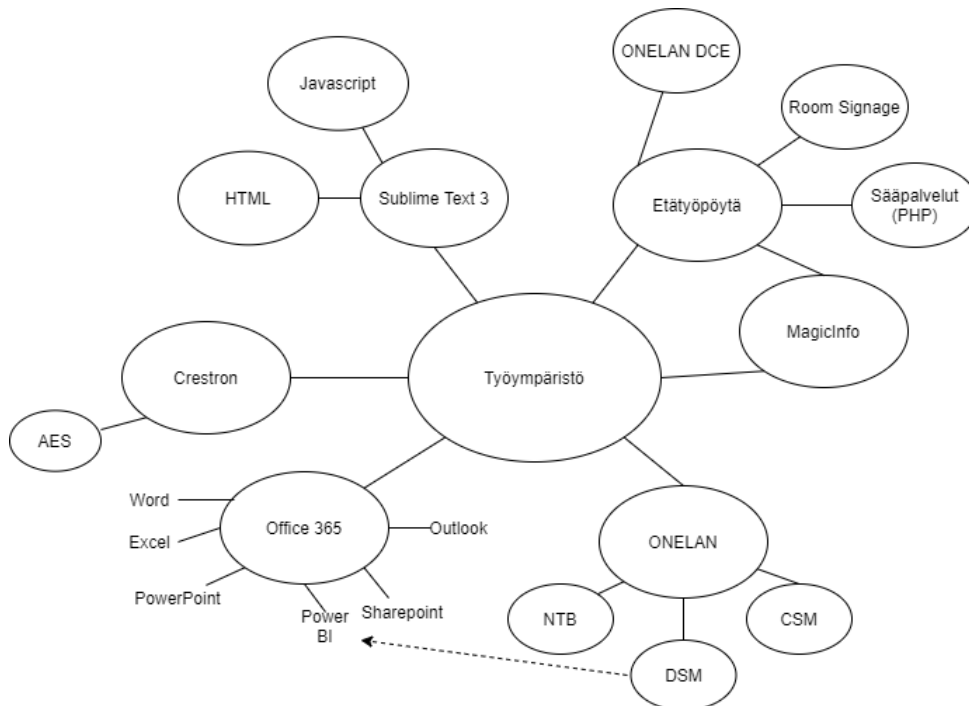 ONELAN DCE
Javascript
Room Signage
HTML
Sublime Text 3
Etätyöpöytä
Sääpalvelut
(PHP)
MagicInfo
Crestron
Työympäristö
AES
Word
Office 365
Outlook
Excel
ONELAN
PowerPoint
Power
BI
Sharepoint
NTB
CSM
DSM